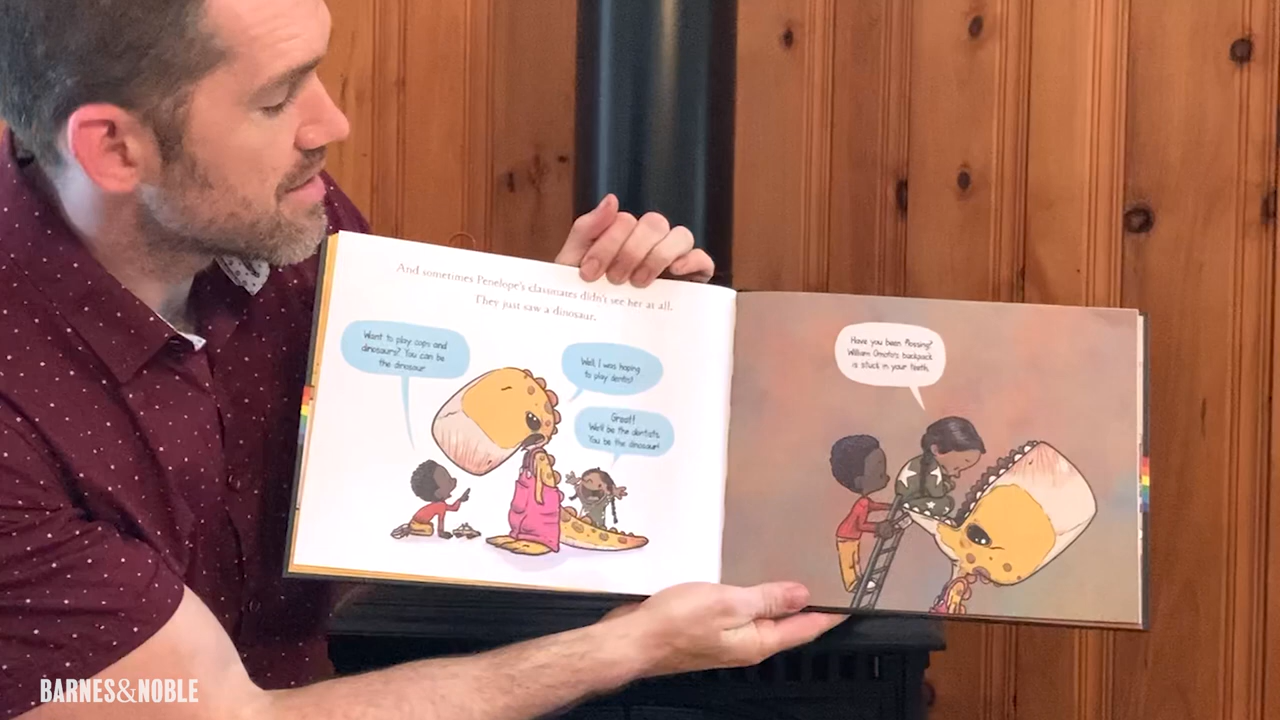 And sometimes Penelope's classmates didn't see her at all.
They just saw a dinosaur.
Want to play cops and
dinosaurs? You can be
the dinosaur
Well, I was hoping
to play dentist
Great!
We'll be the dentists.
You be the dinosaur!
Have you been flossing?
William Omoto's backpack
is stuck in your teeth.
BARNES&NOBLE